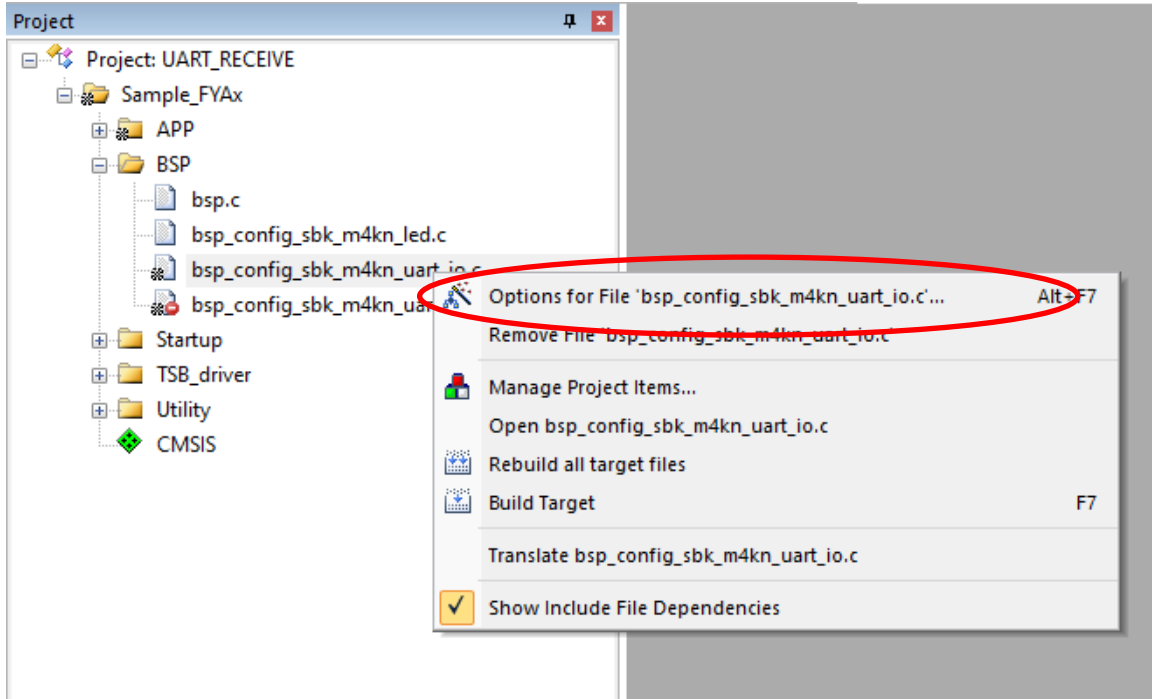 Project
Project: UART_RECEIVE
Sample_FYAx
APP
BSP
bsp.c
bsp_config_sbk_m4kn_led.c
bsp_config_sbk_m4kn_uart_io.c
bsp_config_sbk_m4kn_ua
Startup
TSB_driver
Utility
CMSIS
Options for File 'bsp_config_sbk_m4kn_uart_io.c'... Alt+F7
Remove File 'bsp_config_sbk_m4kn_uart_io.c'
Manage Project Items...
Open bsp_config_sbk_m4kn_uart_io.c
Rebuild all target files
Build Target F7
Translate bsp_config_sbk_m4kn_uart_io.c
Show Include File Dependencies